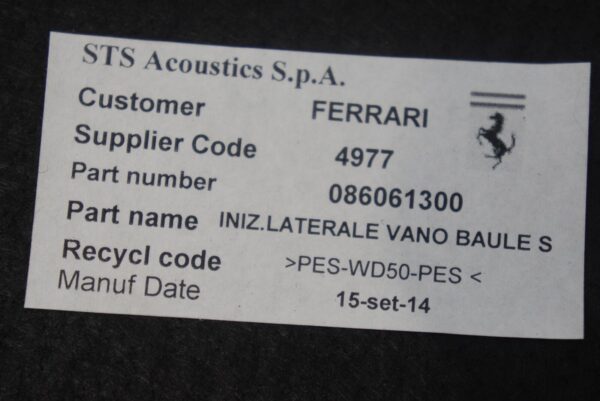 STS Acoustics S.p.A.
Customer FERRARI
Supplier Code 4977
Part number 086061300
Part name INIZ.LATERALE VANO BAULE S
Recycl code >PES-WD50-PES <
Manuf Date 15-set-14